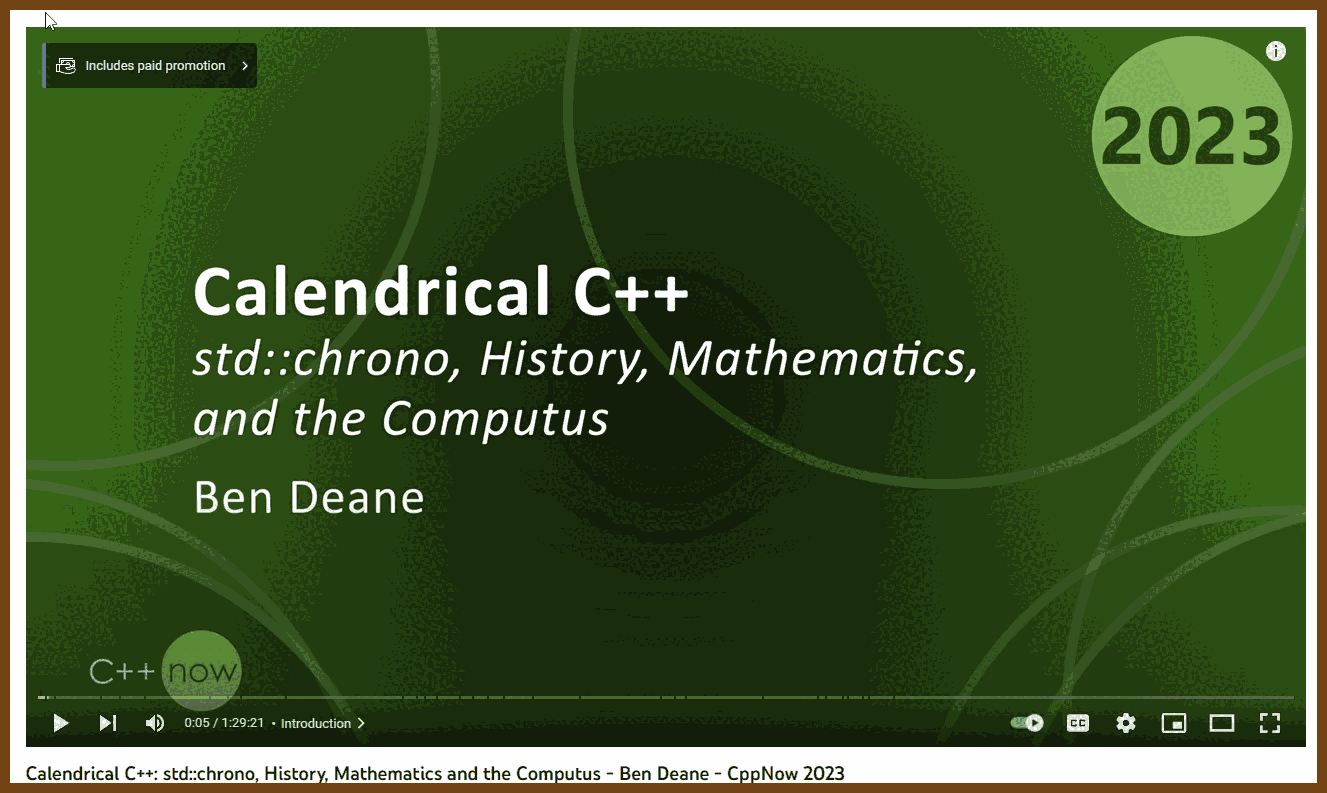 Includes paid promotion
2023
Calendrical C++
std::chrono, History, Mathematics,
and the Computus
Ben Deane
C++ now
0:05 / 1:29:21 • Introduction
CC
Calendrical C++: std::chrono, History, Mathematics and the Computus - Ben Deane - CppNow 2023